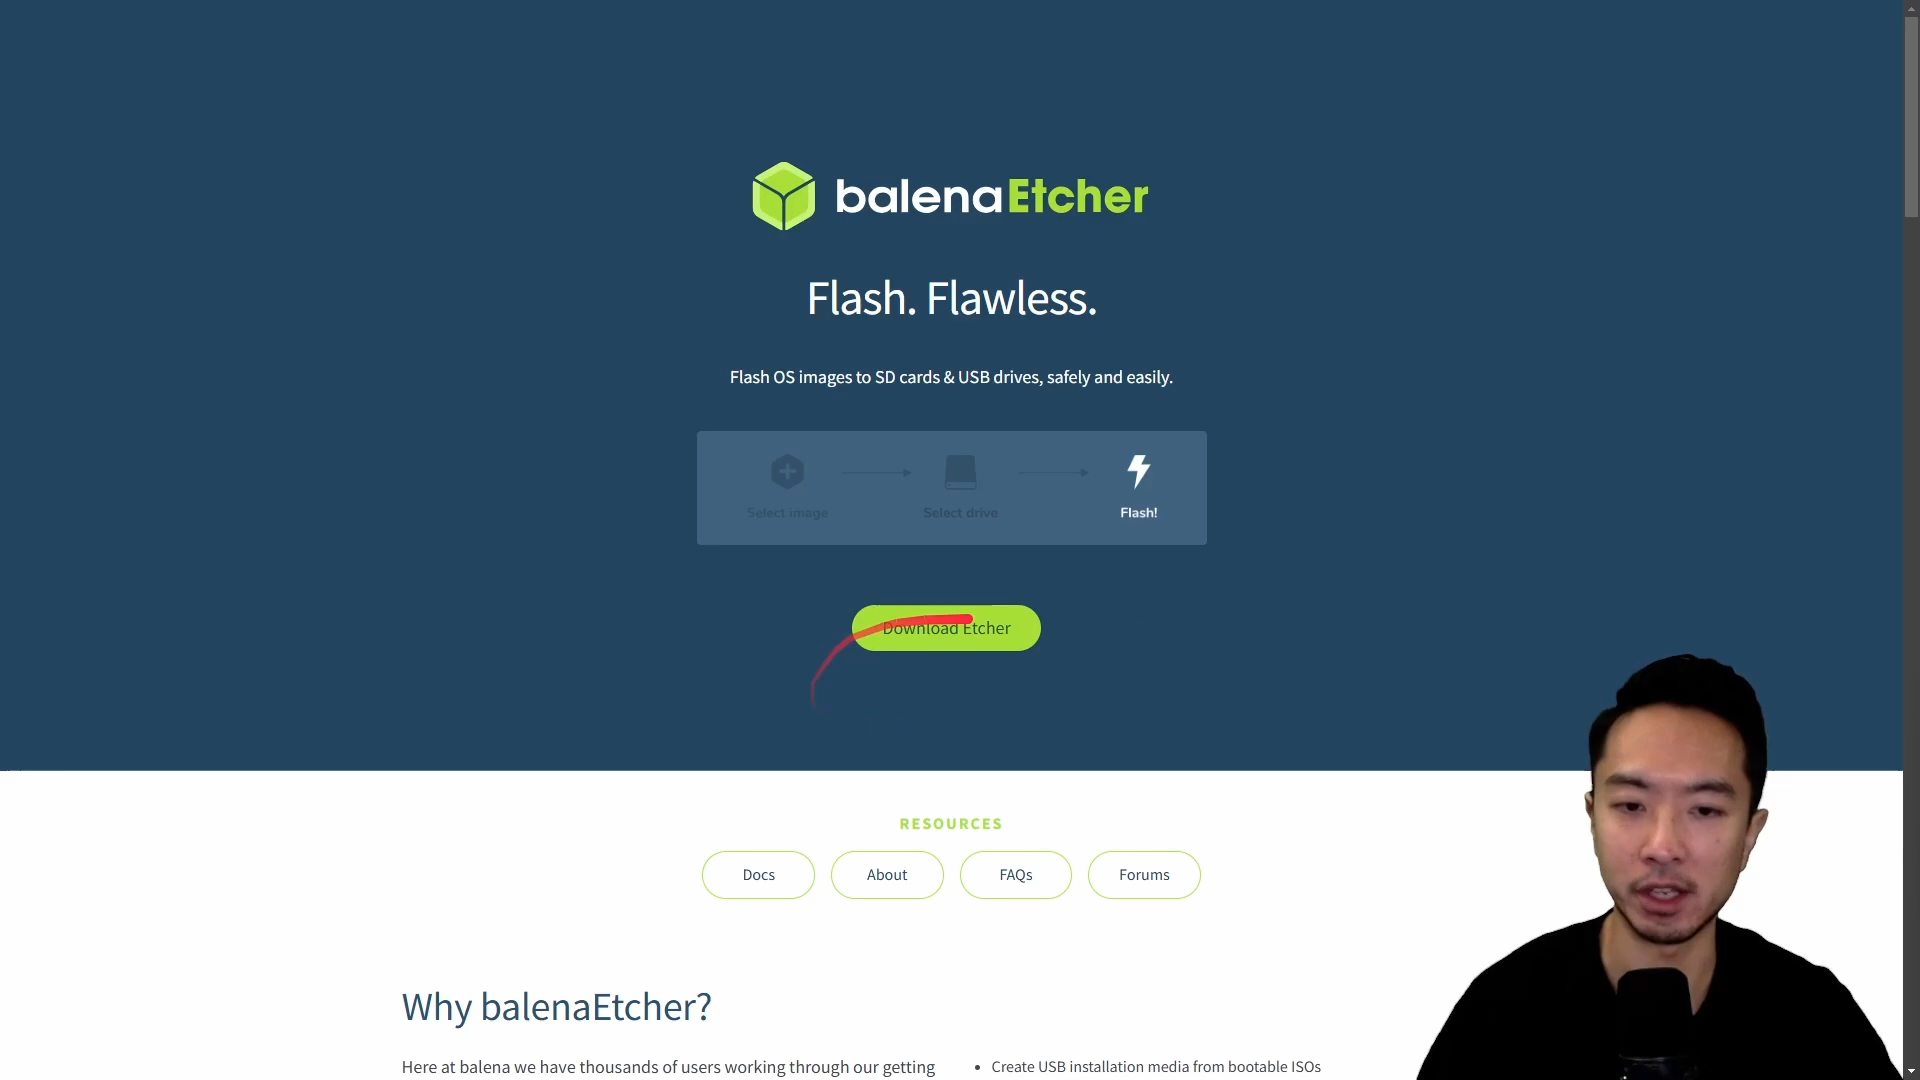 balenaEtcher
Flash. Flawless.
Flash OS images to SD cards & USB drives, safely and easily.
Select image
Select drive
Flash!
Download Etcher
RESOURCES
Docs
About
FAQs
Forums
Why balenaEtcher?
Here at balena we have thousands of users working through our getting
• Create USB installation media from bootable ISOs